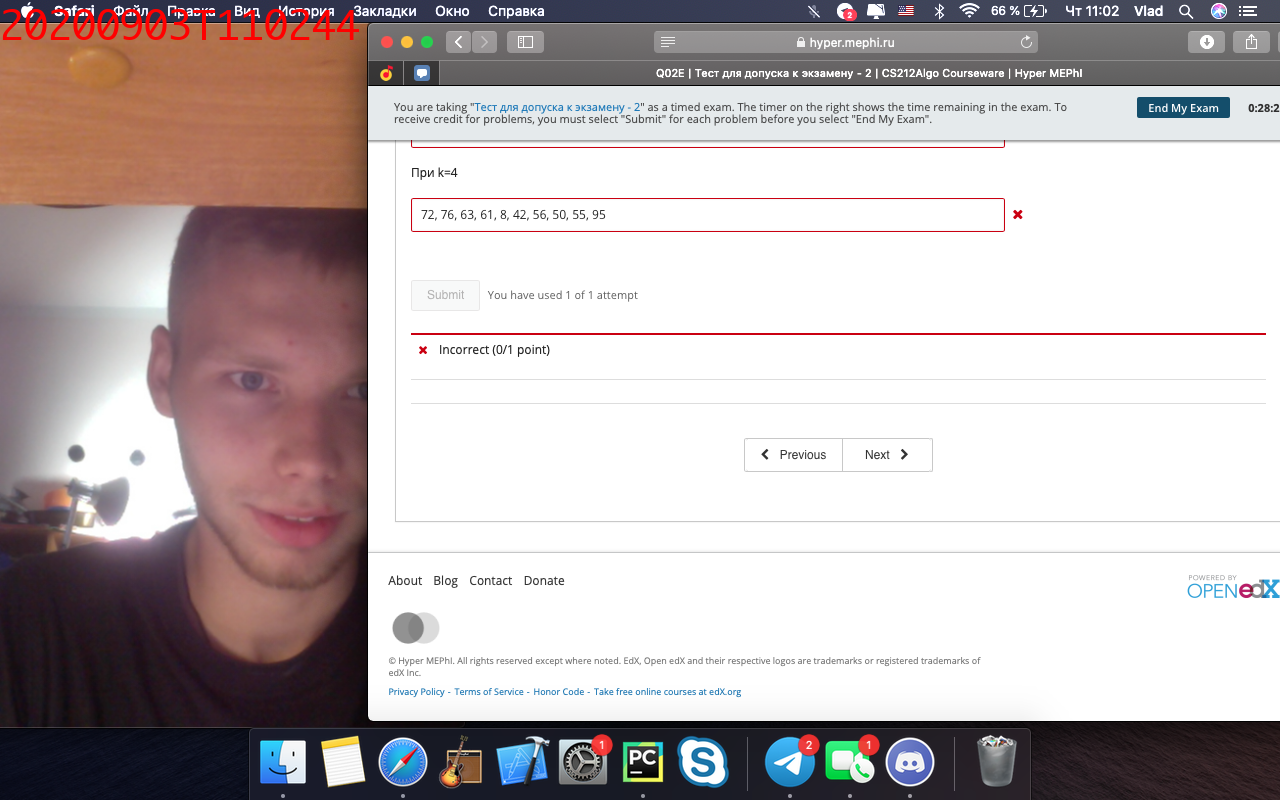 Safari Файл Правка Вид История Закладки Окно Справка 2 66 % Чт 11:02 Vlad
20200903T110244
hyper.mephi.ru
Q02E | Тест для допуска к экзамену - 2 | CS212Algo Courseware | Hyper MEPhI
You are taking "Тест для допуска к экзамену - 2" as a timed exam. The timer on the right shows the time remaining in the exam. To
receive credit for problems, you must select "Submit" for each problem before you select "End My Exam".
End My Exam
0:28:2
При k=4
72, 76, 63, 61, 8, 42, 56, 50, 55, 95
Submit You have used 1 of 1 attempt
Incorrect (0/1 point)
Previous Next
About Blog Contact Donate
POWERED BY
OPEN edX
© Hyper MEPhI. All rights reserved except where noted. EdX, Open edX and their respective logos are trademarks or registered trademarks of
edX Inc.
Privacy Policy - Terms of Service - Honor Code - Take free online courses at edX.org
1 PC 2 1